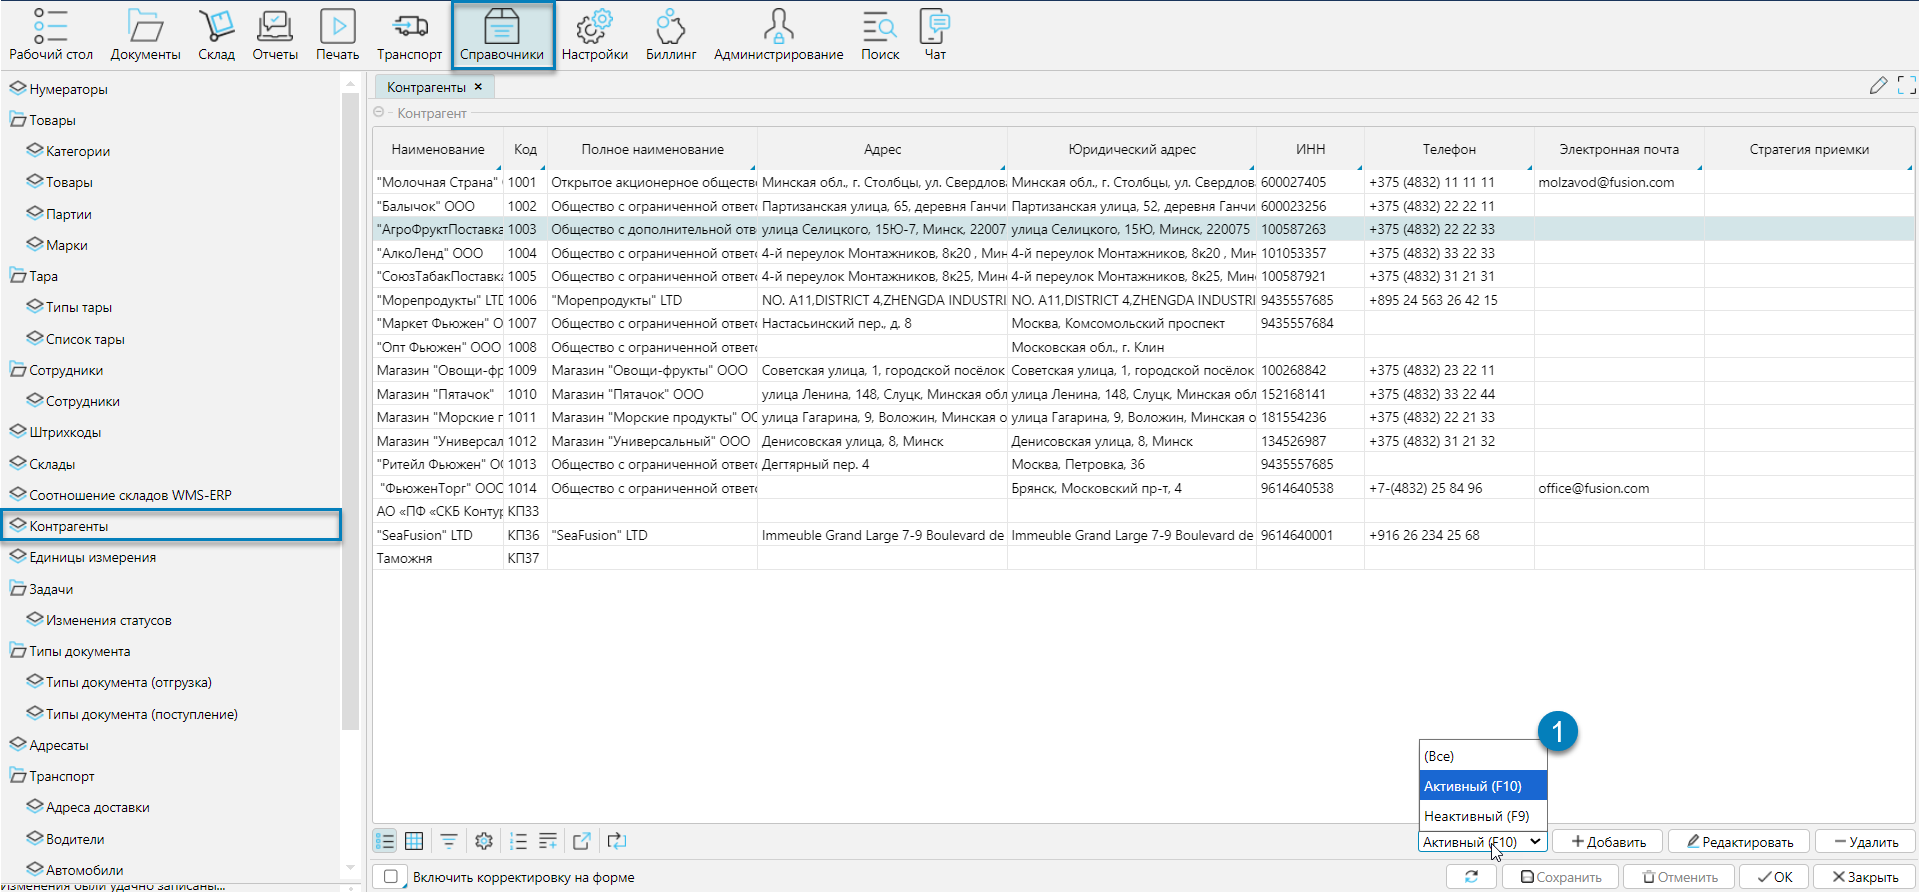 Рабочий стол Документы Склад Отчеты Печать Транспорт Справочники Настройки Биллинг Администрирование Поиск Чат
Нумераторы
Товары
Категории
Товары
Партии
Марки
Тара
Типы тары
Список тары
Сотрудники
Сотрудники
Штрихкоды
Склады
Соотношение складов WMS-ERP
Контрагенты
Единицы измерения
Задачи
Изменения статусов
Типы документа
Типы документа (отгрузка)
Типы документа (поступление)
Адресаты
Транспорт
Адреса доставки
Водители
Автомобили
Изменения были удачно записаны...
Контрагенты ×
Контрагент
Наименование Код Полное наименование Адрес Юридический адрес ИНН Телефон Электронная почта Стратегия приемки
"Молочная Страна" 1001 Открытое акционерное обществ Минская обл., г. Столбцы, ул. Свердлов Минская обл., г. Столбцы, ул. Свердлов 600027405 +375 (4832) 11 11 11 molzavod@fusion.com
"Балычок" ООО 1002 Общество с ограниченной ответ Партизанская улица, 65, деревня Ганчи Партизанская улица, 52, деревня Ганчи 600023256 +375 (4832) 22 22 11
"АгроФруктПоставка 1003 Общество с дополнительной отв улица Селицкого, 15Ю-7, Минск, 22007 улица Селицкого, 15Ю, Минск, 220075 100587263 +375 (4832) 22 22 33
"АлкоЛенд" ООО 1004 Общество с ограниченной ответ 4-й переулок Монтажников, 8к20 , Мин 4-й переулок Монтажников, 8к20 , Мин 101053357 +375 (4832) 33 22 33
"СоюзТабакПоставка 1005 Общество с ограниченной ответ 4-й переулок Монтажников, 8к25, Мин 4-й переулок Монтажников, 8к25, Мин 100587921 +375 (4832) 31 21 31
"Морепродукты" LTD 1006 "Морепродукты" LTD NO. A11,DISTRICT 4,ZHENGDA INDUSTRI NO. A11,DISTRICT 4,ZHENGDA INDUSTRI 9435557685 +895 24 563 26 42 15
"Маркет Фьюжен" О 1007 Общество с ограниченной ответ Настасьинский пер., д. 8 Москва, Комсомольский проспект 9435557684
"Опт Фьюжен" ООО 1008 Общество с ограниченной ответ Московская обл., г. Клин
Магазин "Овощи-фр 1009 Магазин "Овощи-фрукты" ООО Советская улица, 1, городской посёлок Советская улица, 1, городской посёлок 100268842 +375 (4832) 23 22 11
Магазин "Пятачок" 1010 Магазин "Пятачок" ООО улица Ленина, 148, Слуцк, Минская обл улица Ленина, 148, Слуцк, Минская обл 152168141 +375 (4832) 33 22 44
Магазин "Морские п 1011 Магазин "Морские продукты" ОС улица Гагарина, 9, Воложин, Минская о улица Гагарина, 9, Воложин, Минская о 181554236 +375 (4832) 22 21 33
Магазин "Универсал 1012 Магазин "Универсальный" ООО Денисовская улица, 8, Минск Денисовская улица, 8, Минск 134526987 +375 (4832) 31 21 32
"Ритейл Фьюжен" ОО 1013 Общество с ограниченной ответ Дегтярный пер. 4 Москва, Петровка, 36 9435557685
"ФьюженТорг" ООО 1014 Общество с ограниченной ответ Брянск, Московский пр-т, 4 9614640538 +7-(4832) 25 84 96 office@fusion.com
АО «ПФ «СКБ Контур КП33
"SeaFusion" LTD КП36 "SeaFusion" LTD Immeuble Grand Large 7-9 Boulevard de Immeuble Grand Large 7-9 Boulevard de 9614640001 +916 26 234 25 68
Таможня КП37
1
(Все)
Активный (F10)
Неактивный (F9)
Активный (F10) Добавить Редактировать Удалить
Включить корректировку на форме Сохранить Отменить ОК Закрыть